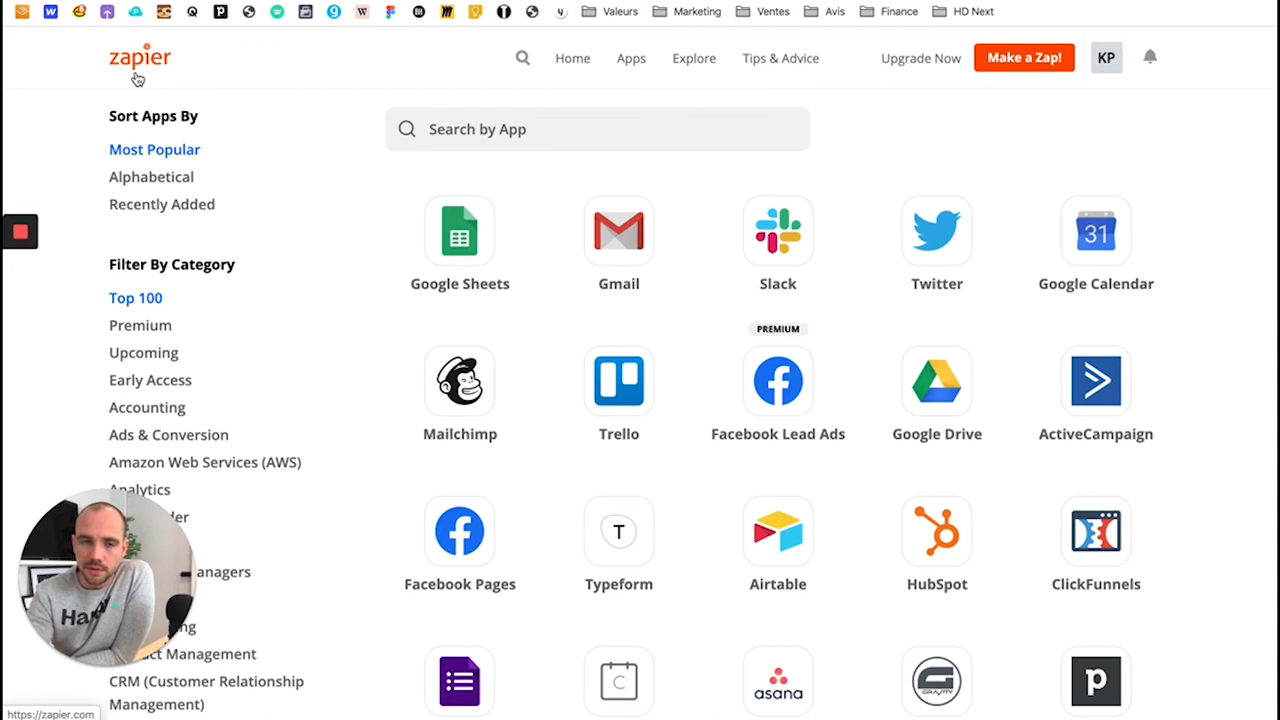 Valeurs
Marketing
Ventes
Avis
Finance
HD Next
zapier
Home
Apps
Explore
Tips & Advice
Upgrade Now
Make a Zap!
KP
Sort Apps By
Most Popular
Alphabetical
Recently Added
Filter By Category
Top 100
Premium
Upcoming
Early Access
Accounting
Ads & Conversion
Amazon Web Services (AWS)
Analytics
anagers
Management
CRM (Customer Relationship
Management)
https://zapier.com
Search by App
31
Google Sheets
Gmail
Slack
Twitter
Google Calendar
PREMIUM
Mailchimp
Trello
Facebook Lead Ads
Google Drive
ActiveCampaign
T
Facebook Pages
Typeform
Airtable
HubSpot
ClickFunnels
C
asana
GRAVITY
p